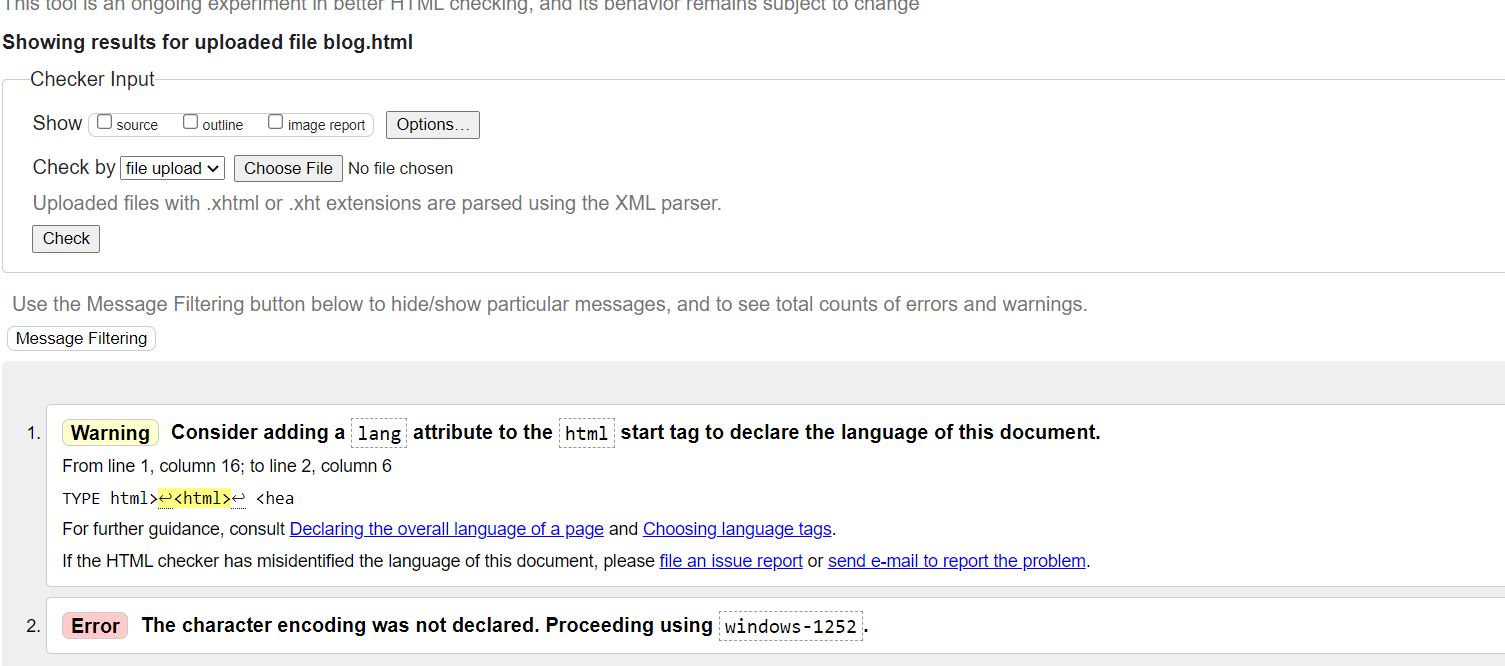 This tool is an ongoing experiment in better HTML checking, and its behavior remains subject to change
Showing results for uploaded file blog.html
Checker Input
Show source outline image report Options...
Check by file upload Choose File No file chosen
Uploaded files with .xhtml or .xht extensions are parsed using the XML parser.
Check
Use the Message Filtering button below to hide/show particular messages, and to see total counts of errors and warnings.
Message Filtering
1. Warning Consider adding a lang attribute to the html start tag to declare the language of this document.
From line 1, column 16; to line 2, column 6
TYPE html>↩<html>↩ <hea
For further guidance, consult Declaring the overall language of a page and Choosing language tags.
If the HTML checker has misidentified the language of this document, please file an issue report or send e-mail to report the problem.
2. Error The character encoding was not declared. Proceeding using windows-1252.